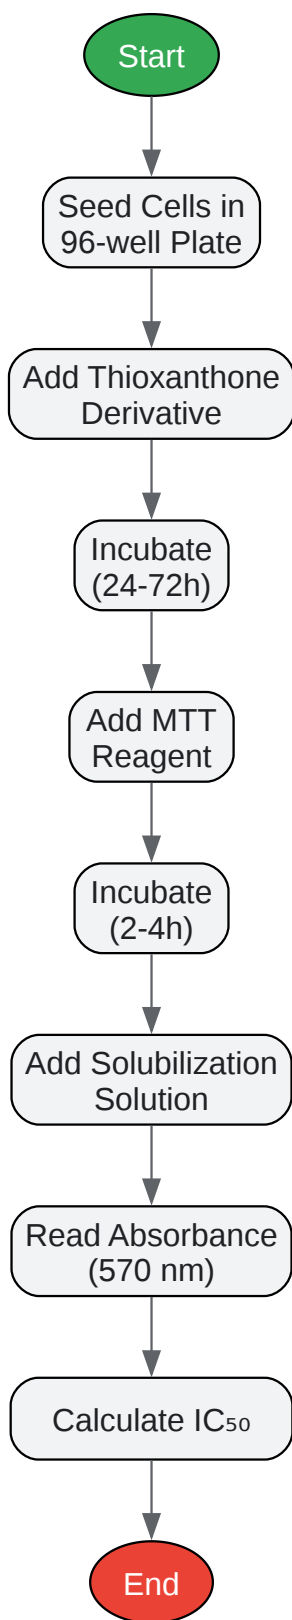 Start
Seed Cells in
96-well Plate
Add Thioxanthone
Derivative
Incubate
(24-72h)
Add MTT
Reagent
Incubate
(2-4h)
Add Solubilization
Solution
Read Absorbance
(570 nm)
Calculate IC₅₀
End